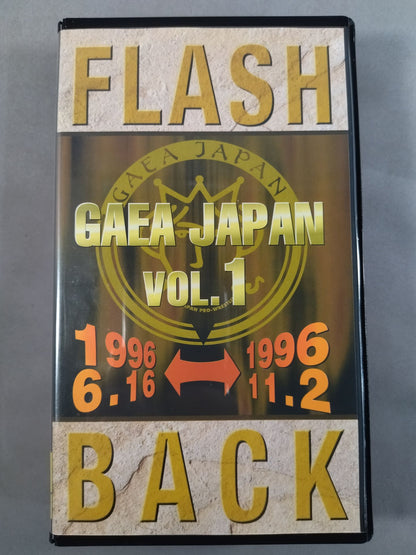 FLASH
GAEA JAPAN
GAEA JAPAN
VOL.1
1996 1996
6.16 11.2
BACK